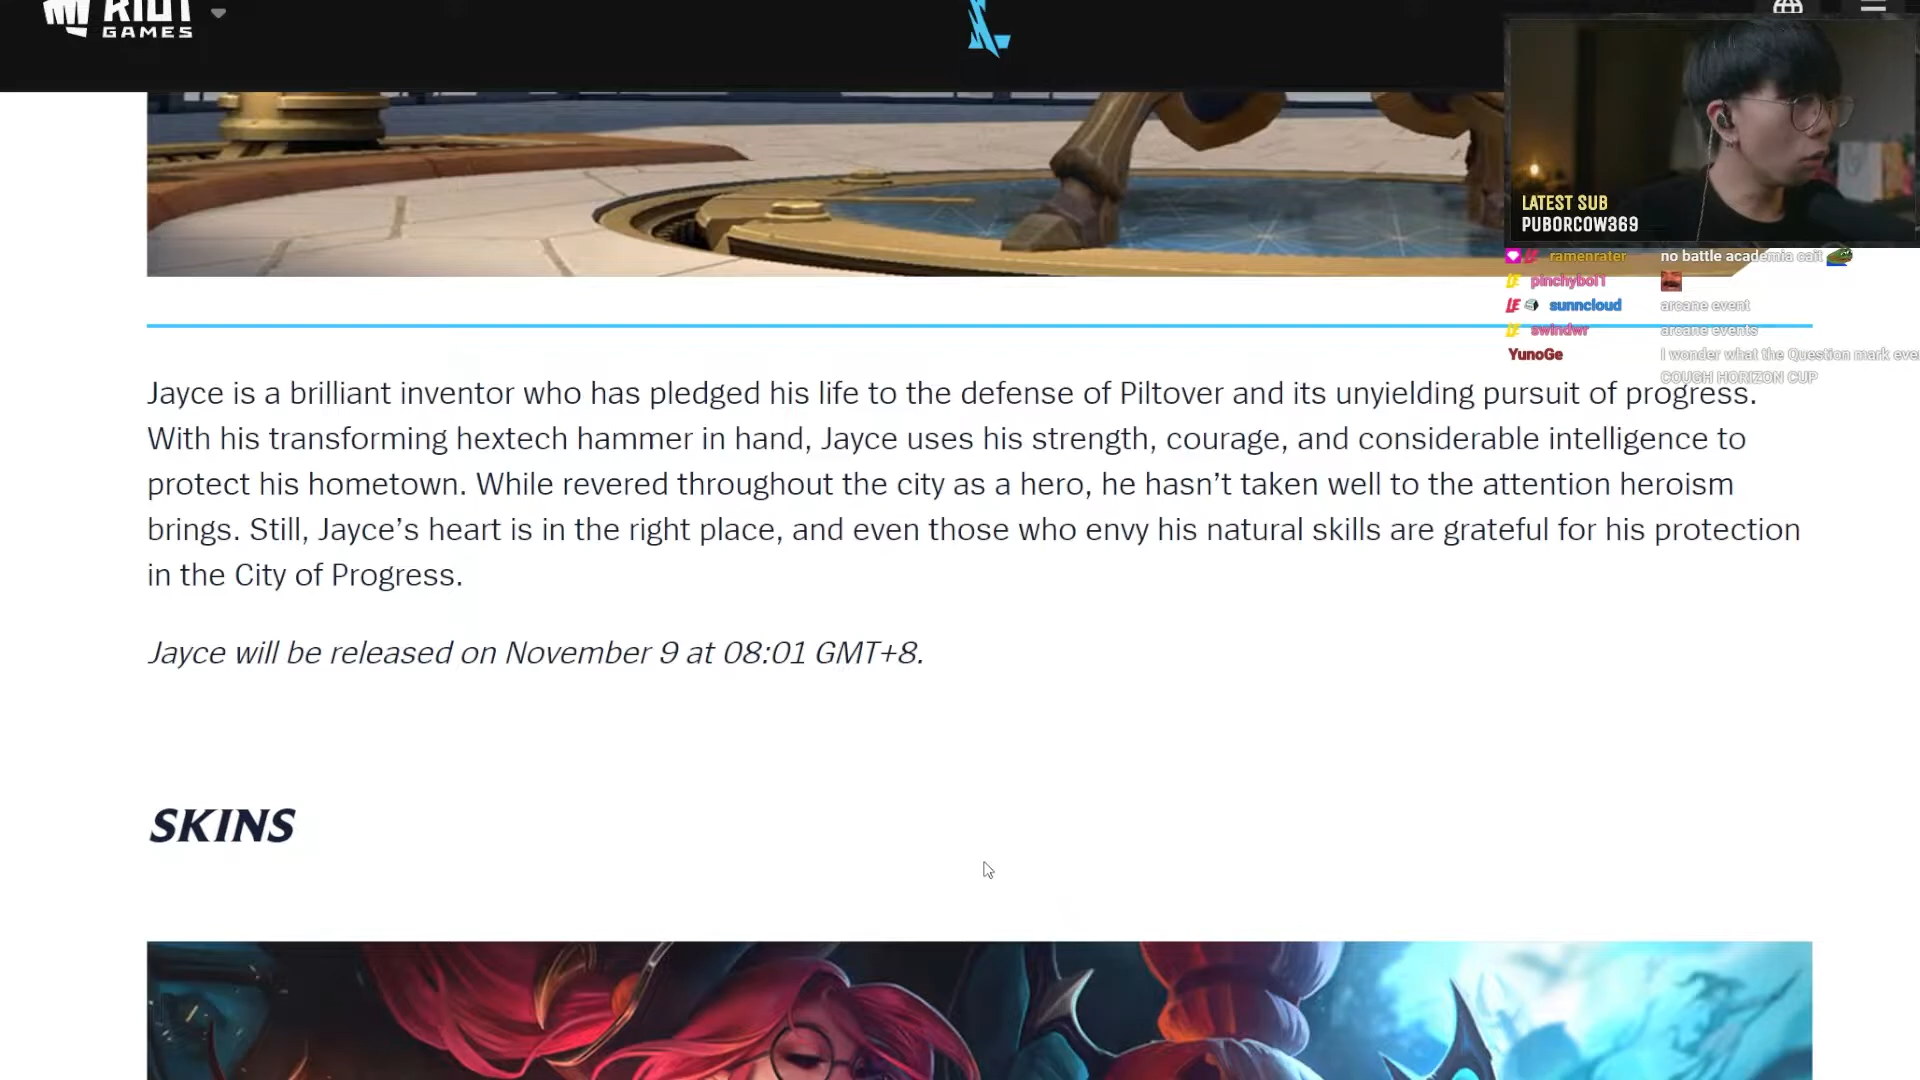 RIOT
GAMES
LATEST SUB
PUBORCOW369
ramenrater no battle academia cait
pinchyboi1
sunncloud arcane event
swindwr arcane events
YunoGe I wonder what the Question mark eve
COUGH HORIZON CUP
Jayce is a brilliant inventor who has pledged his life to the defense of Piltover and its unyielding pursuit of progress.
With his transforming hextech hammer in hand, Jayce uses his strength, courage, and considerable intelligence to
protect his hometown. While revered throughout the city as a hero, he hasn’t taken well to the attention heroism
brings. Still, Jayce’s heart is in the right place, and even those who envy his natural skills are grateful for his protection
in the City of Progress.
Jayce will be released on November 9 at 08:01 GMT+8.
SKINS